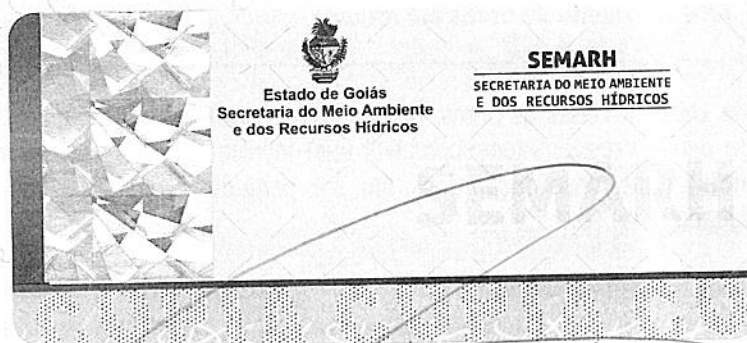 Estado de Goiás
Secretaria do Meio Ambiente
e dos Recursos Hídricos
SEMARH
SECRETARIA DO MEIO AMBIENTE
E DOS RECURSOS HÍDRICOS